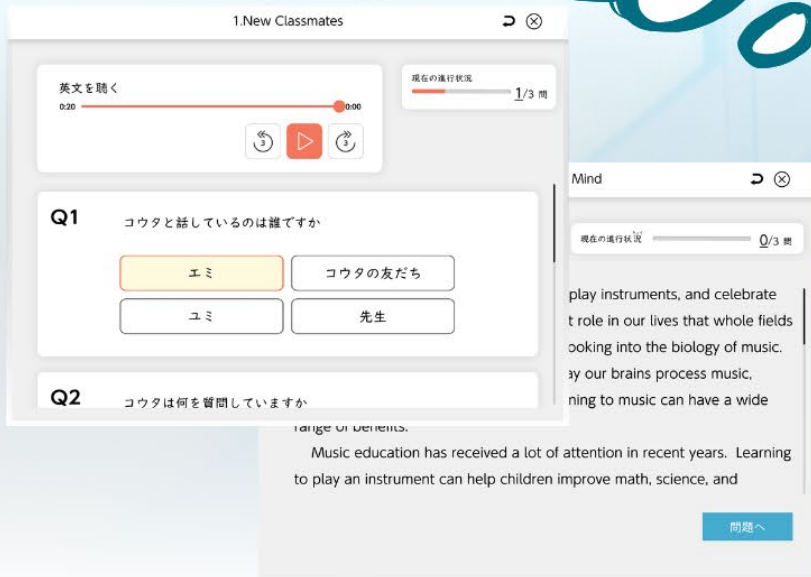 1.New Classmates
英文を聴く
0:20
0:00
3
3
現在の進行状況
1/3 問
Q1
コウタと話しているのは誰ですか
エミ
コウタの友だち
ユミ
先生
Q2
コウタは何を質問していますか
Mind
現在の進行状況
0/3 問
play instruments, and celebrate
t role in our lives that whole fields
ooking into the biology of music.
ay our brains process music,
ning to music can have a wide
range of benefits.
Music education has received a lot of attention in recent years. Learning
to play an instrument can help children improve math, science, and
問題へ